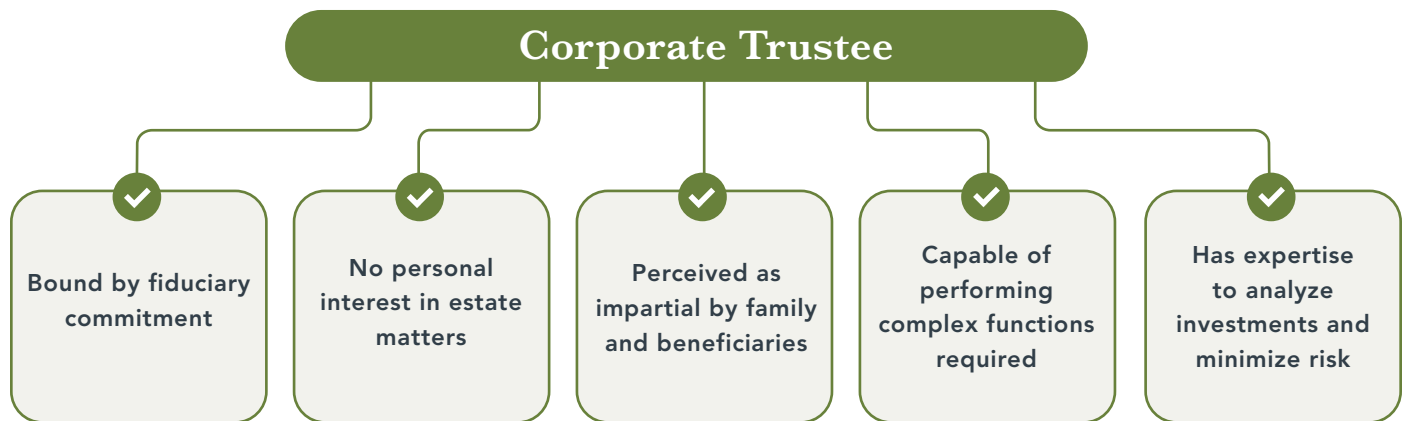 Corporate Trustee
Bound by fiduciary
commitment
No personal
interest in estate
matters
Perceived as
impartial by family
and beneficiaries
Capable of
performing
complex functions
required
Has expertise
to analyze
investments and
minimize risk